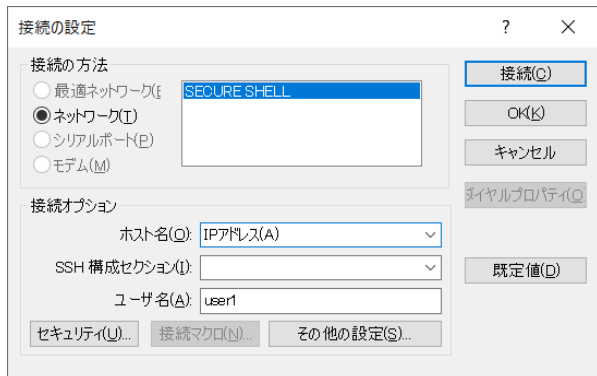 接続の設定
? ×
接続の方法
最適ネットワーク(E
ネットワーク(T)
シリアルポート(P)
モデム(M)
SECURE SHELL
接続(C)
OK(K)
キャンセル
ダイヤルプロパティ(O)
接続オプション
ホスト名(O): IPアドレス(A)
SSH 構成セクション(I):
ユーザ名(A): user1
既定値(D)
セキュリティ(U)... 接続マクロ(N)... その他の設定(S)...